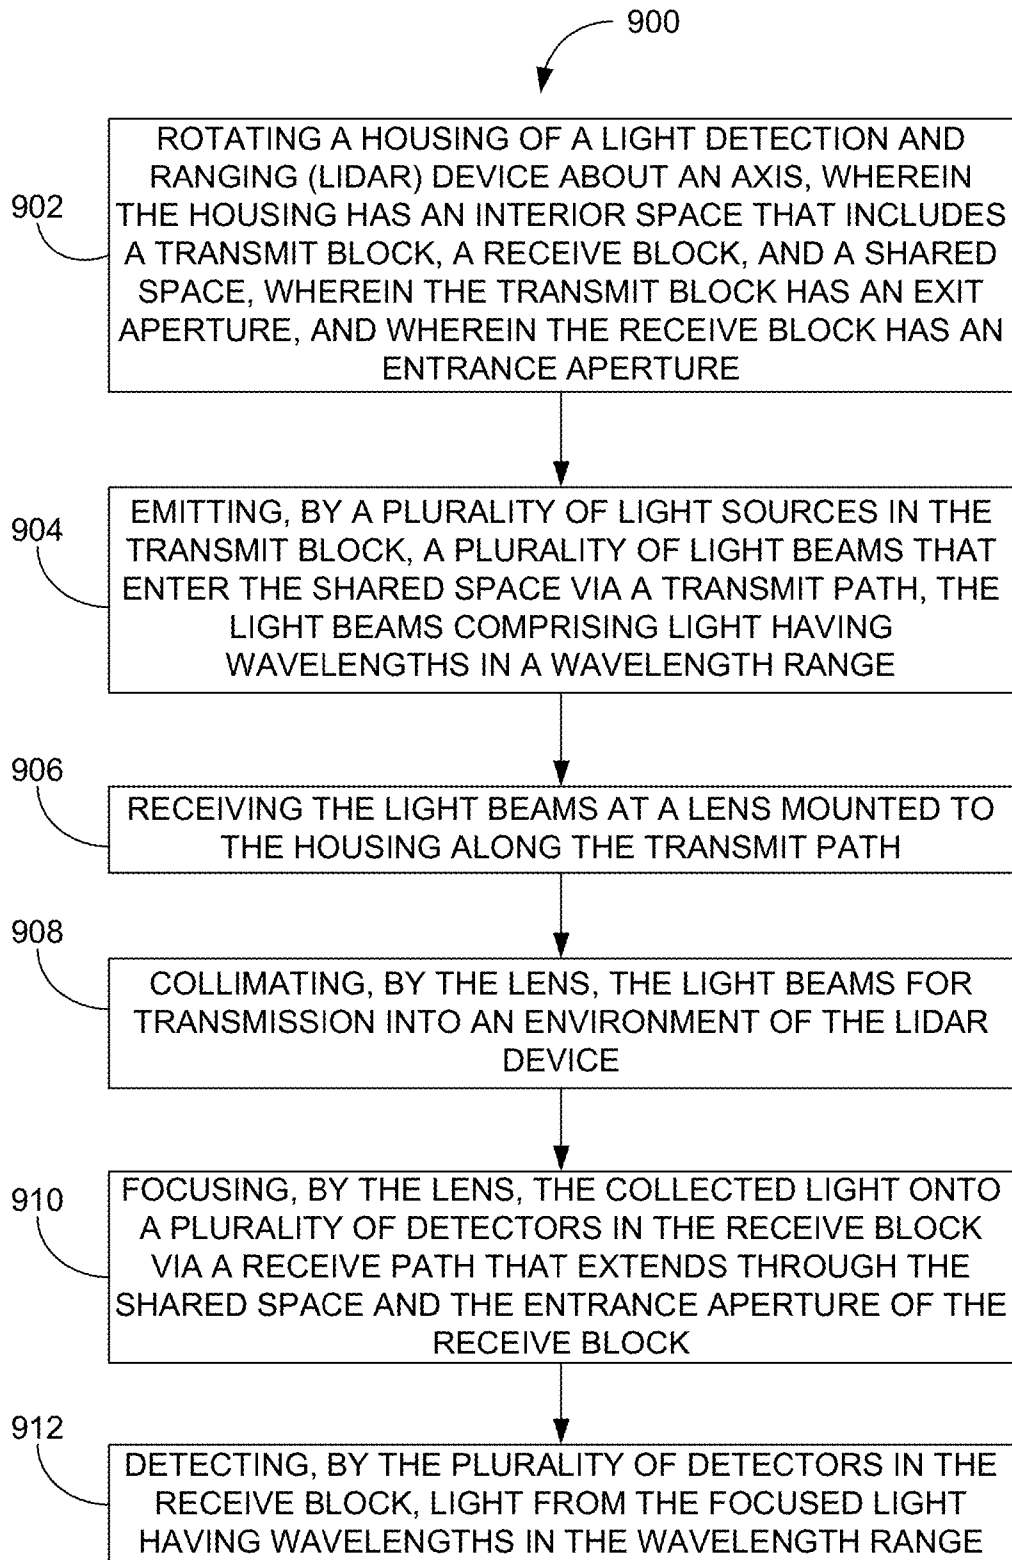 900
902
ROTATING A HOUSING OF A LIGHT DETECTION AND
RANGING (LIDAR) DEVICE ABOUT AN AXIS, WHEREIN
THE HOUSING HAS AN INTERIOR SPACE THAT INCLUDES
A TRANSMIT BLOCK, A RECEIVE BLOCK, AND A SHARED
SPACE, WHEREIN THE TRANSMIT BLOCK HAS AN EXIT
APERTURE, AND WHEREIN THE RECEIVE BLOCK HAS AN
ENTRANCE APERTURE
904
EMITTING, BY A PLURALITY OF LIGHT SOURCES IN THE
TRANSMIT BLOCK, A PLURALITY OF LIGHT BEAMS THAT
ENTER THE SHARED SPACE VIA A TRANSMIT PATH, THE
LIGHT BEAMS COMPRISING LIGHT HAVING
WAVELENGTHS IN A WAVELENGTH RANGE
906
RECEIVING THE LIGHT BEAMS AT A LENS MOUNTED TO
THE HOUSING ALONG THE TRANSMIT PATH
908
COLLIMATING, BY THE LENS, THE LIGHT BEAMS FOR
TRANSMISSION INTO AN ENVIRONMENT OF THE LIDAR
DEVICE
910
FOCUSING, BY THE LENS, THE COLLECTED LIGHT ONTO
A PLURALITY OF DETECTORS IN THE RECEIVE BLOCK
VIA A RECEIVE PATH THAT EXTENDS THROUGH THE
SHARED SPACE AND THE ENTRANCE APERTURE OF THE
RECEIVE BLOCK
912
DETECTING, BY THE PLURALITY OF DETECTORS IN THE
RECEIVE BLOCK, LIGHT FROM THE FOCUSED LIGHT
HAVING WAVELENGTHS IN THE WAVELENGTH RANGE